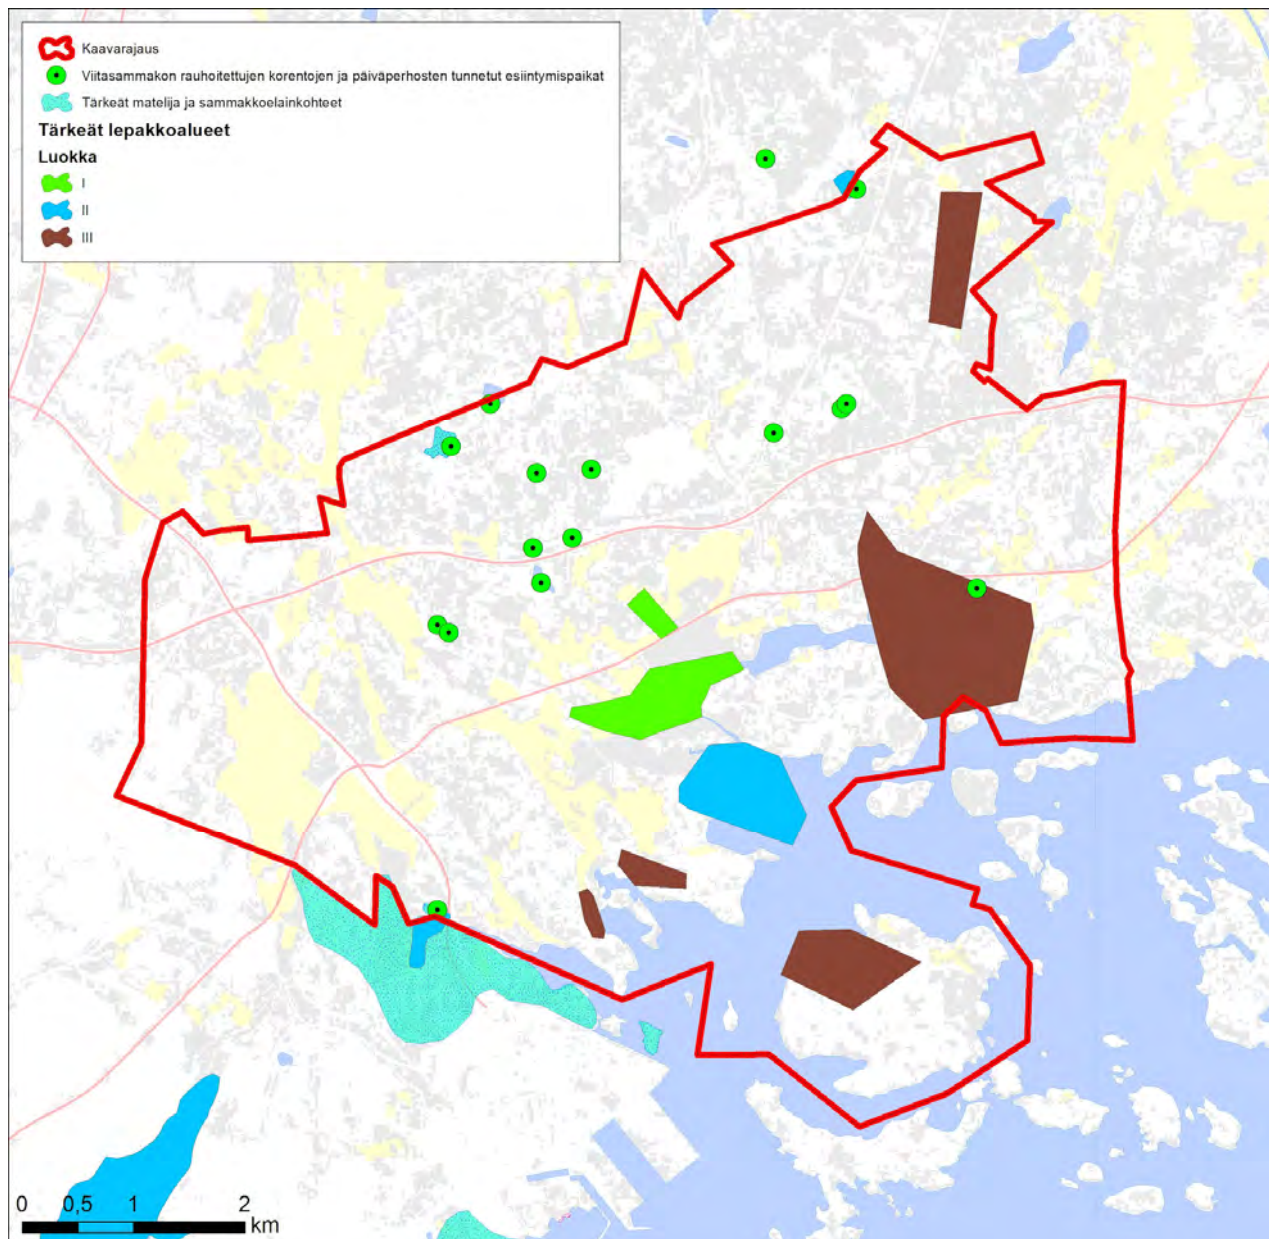 Kaavarajaus
Viitasammakon rauhoitettujen korentojen ja päiväperhosten tunnetut esiintymispaikat
Tärkeät matelija ja sammakkoelainkohteet
Tärkeät lepakkoalueet
Luokka
I
II
III
0 0,5 1 2
km